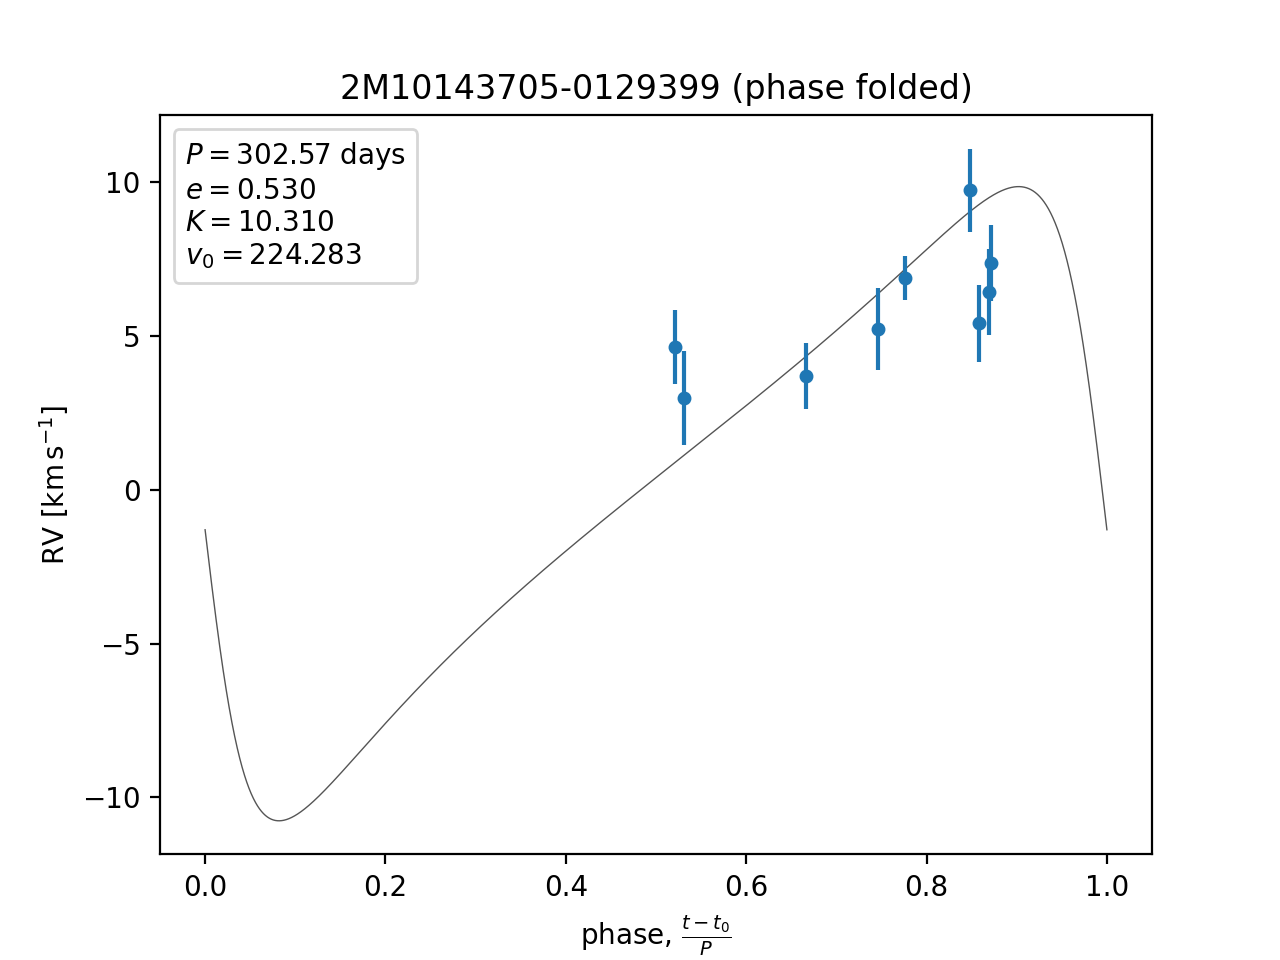 2M10143705-0129399 (phase folded)
P = 302.57 days
e = 0.530
K = 10.310
v₀ = 224.283
10
5
0
−5
−10
RV [km s⁻¹]
0.0 0.2 0.4 0.6 0.8 1.0
phase, (t − t₀)/P